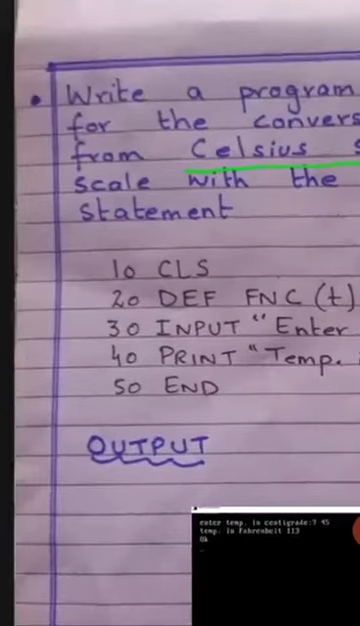 • Write a program
for the convers
from Celsius s
scale with the
statement
10 CLS
20 DEF FNC (t)
30 INPUT "Enter
40 PRINT "Temp.
50 END
OUTPUT
enter temp. in centigrade:? 45
temp. in Fahrenheit 113
Ok